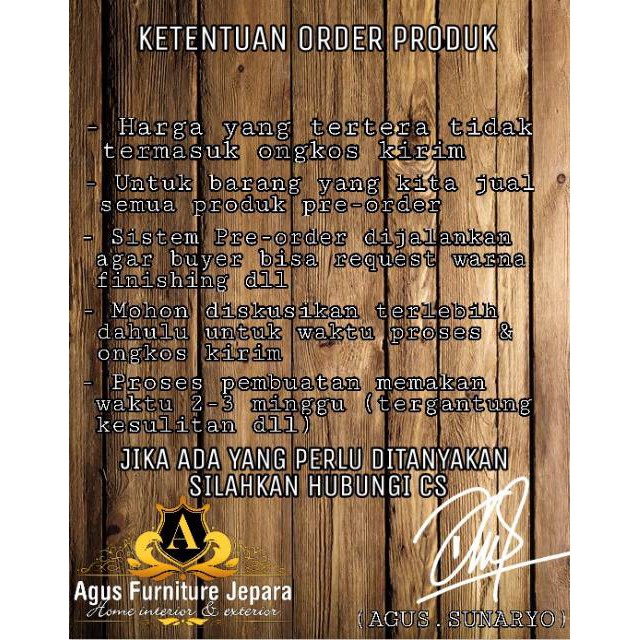 KETENTUAN ORDER PRODUK
- Harga yang tertera tidak
termasuk ongkos kirim
- Untuk barang yang kita jual
semua produk pre-order
- Sistem Pre-order dijalankan
agar buyer bisa request warna
finishing dll
- Mohon diskusikan terlebih
dahulu untuk waktu proses &
ongkos kirim
- Proses pembuatan memakan
waktu 2-3 minggu (tergantung
kesulitan dll)
JIKA ADA YANG PERLU DITANYAKAN
SILAHKAN HUBUNGI CS
A
Agus Furniture Jepara
Home interior & exterior
(AGUS.SUNARYO)